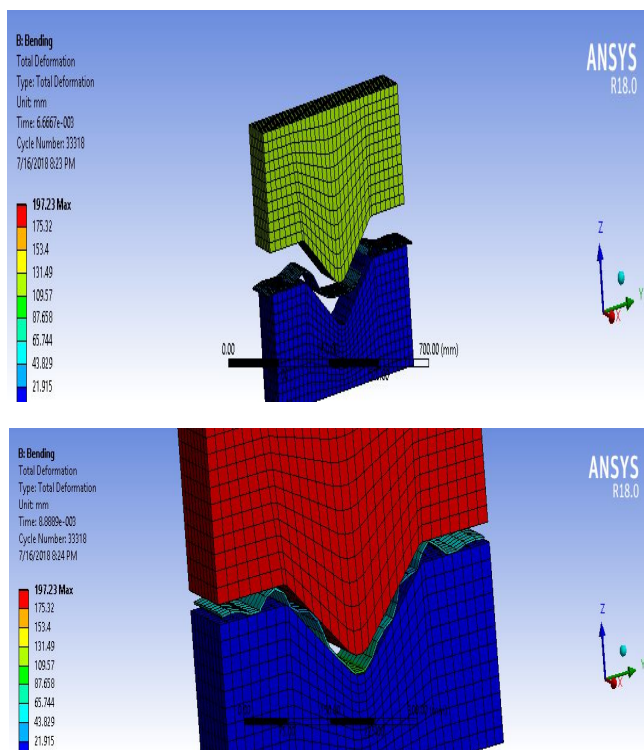 B: Bending
Total Deformation
Type: Total Deformation
Unit: mm
Time: 6.6667e-003
Cycle Number: 33318
7/16/2018 8:23 PM
197.23 Max
175.32
153.4
131.49
109.57
87.658
65.744
43.829
21.915
ANSYS
R18.0
Z
Y
X
0.00
700.00 (mm)
B: Bending
Total Deformation
Type: Total Deformation
Unit: mm
Time: 8.8889e-003
Cycle Number: 33318
7/16/2018 8:24 PM
197.23 Max
175.32
153.4
131.49
109.57
87.658
65.744
43.829
21.915
ANSYS
R18.0
Z
Y
X